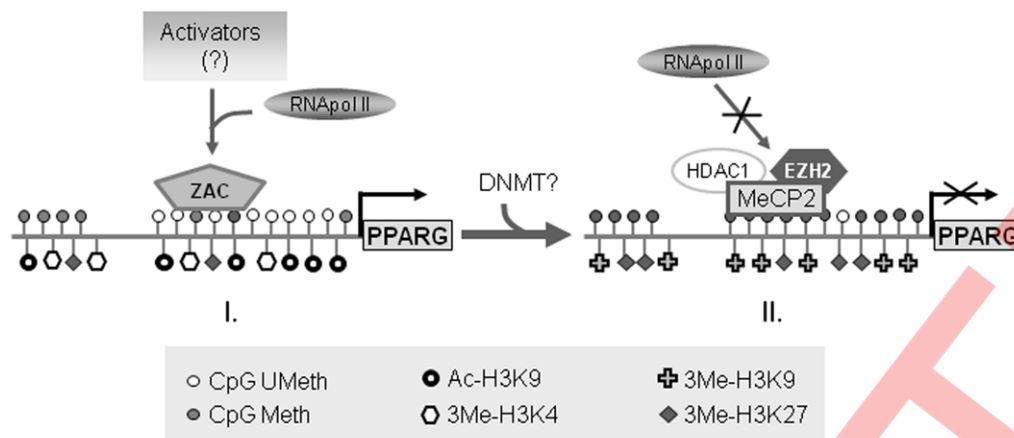 Activators
(?)
RNApol II
ZAC
PPARG
I.
DNMT?
RNApol II
HDAC1
EZH2
MeCP2
PPARG
II.
CpG UMeth
CpG Meth
Ac-H3K9
3Me-H3K4
3Me-H3K9
3Me-H3K27